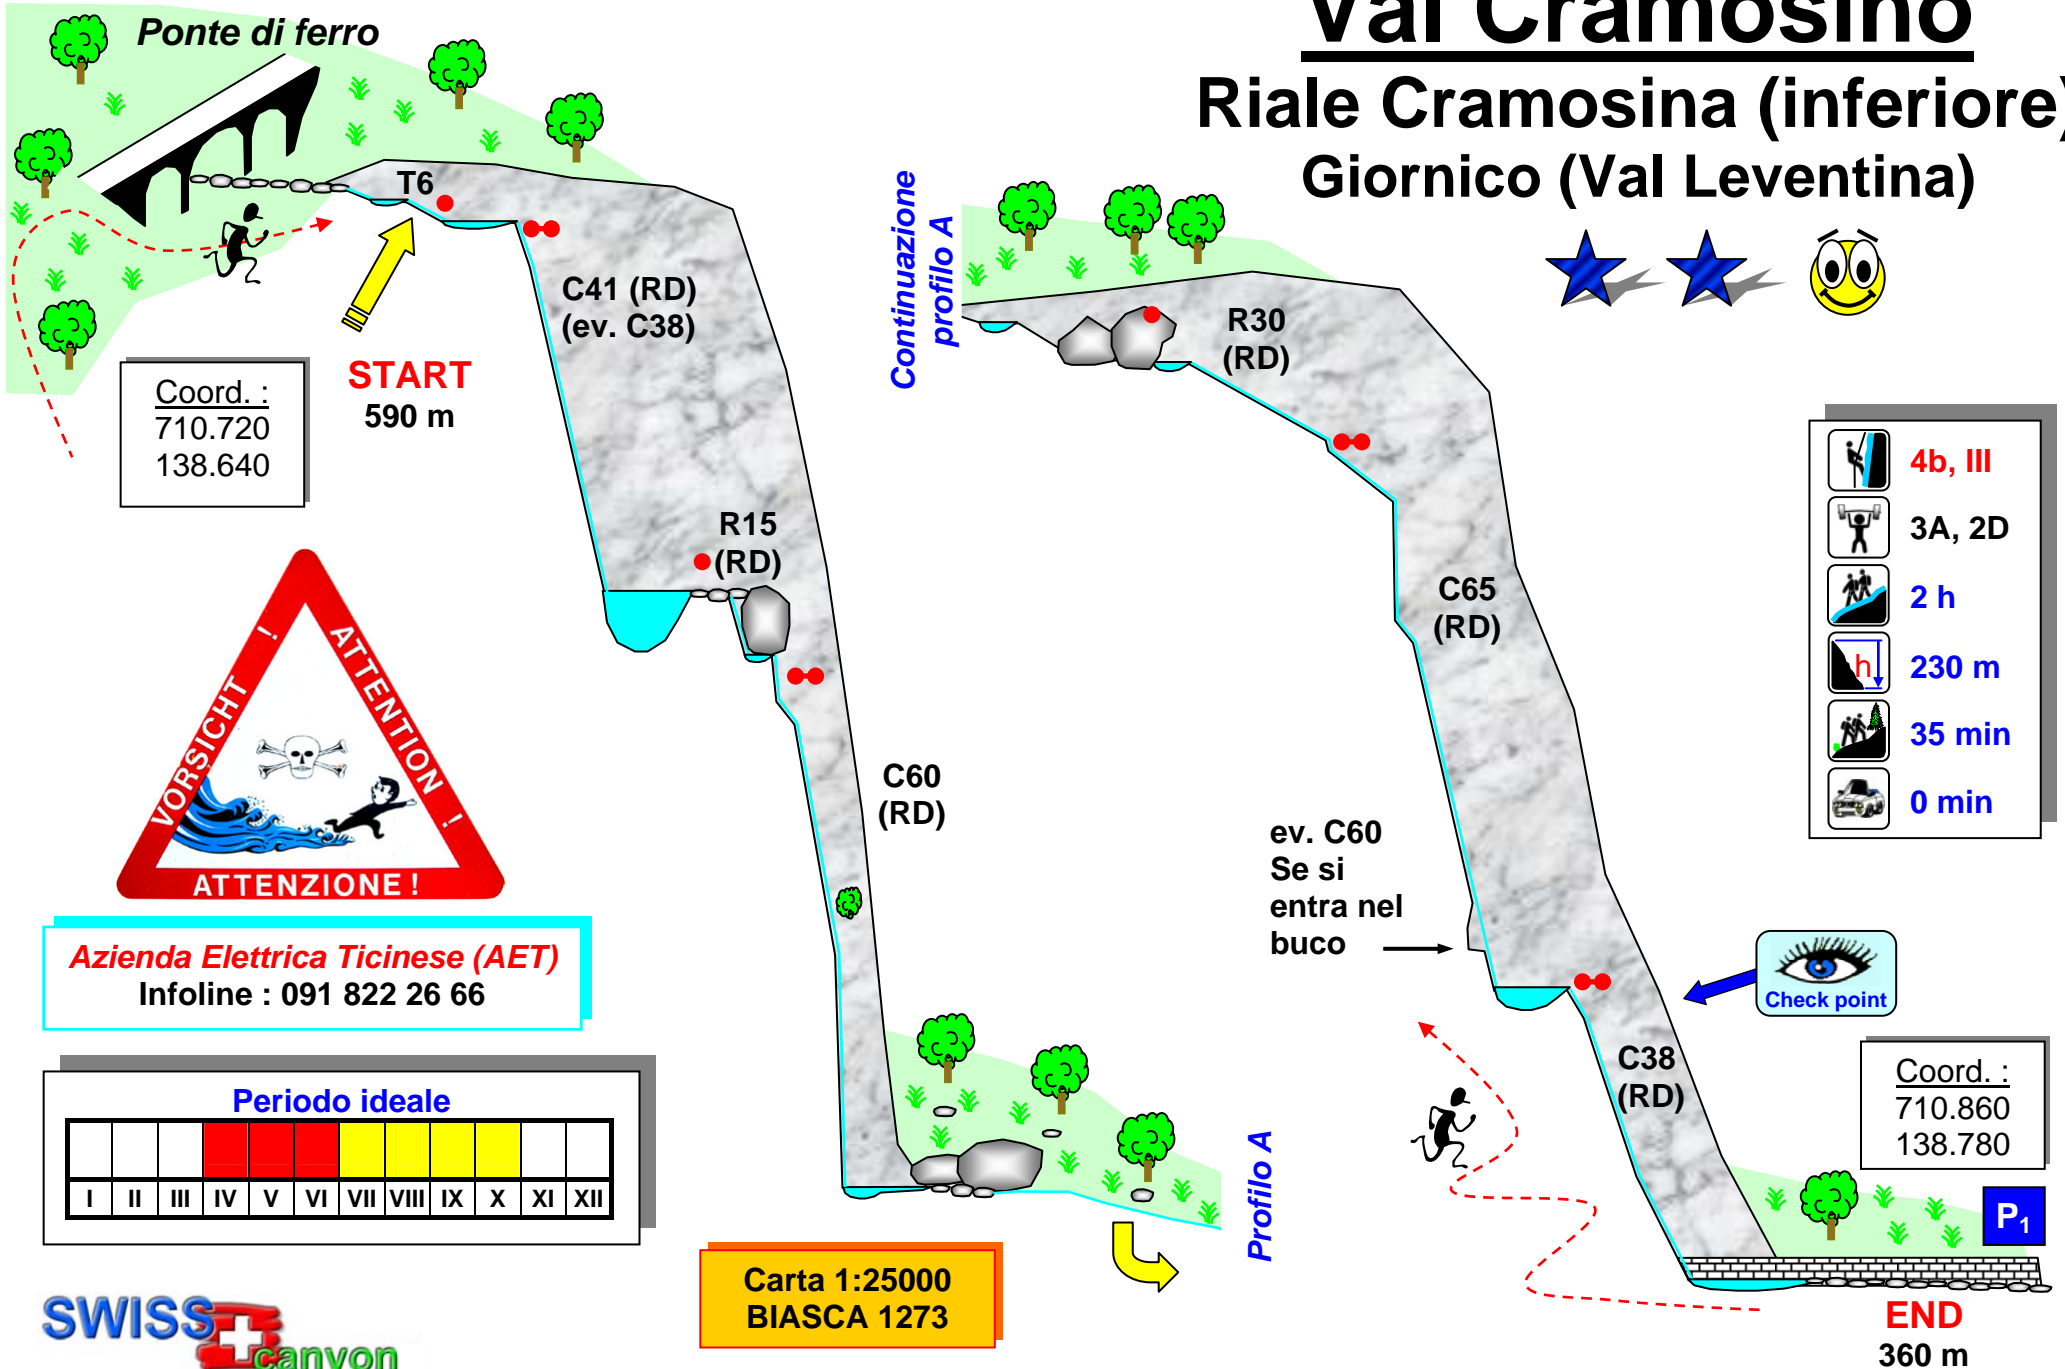 Val Cramosino
Riale Cramosina (inferiore)
Giornico (Val Leventina)
Ponte di ferro
T6
C41 (RD)
(ev. C38)
START
590 m
Coord. :
710.720
138.640
R15
(RD)
C60
(RD)
VORSICHT !
ATTENTION !
ATTENZIONE !
Azienda Elettrica Ticinese (AET)
Infoline : 091 822 26 66
Periodo ideale
I II III IV V VI VII VIII IX X XI XII
SWISS
canyon
Carta 1:25000
BIASCA 1273
Profilo A
Continuazione
profilo A
R30
(RD)
C65
(RD)
ev. C60
Se si
entra nel
buco
Check point
C38
(RD)
4b, III
3A, 2D
2 h
h
230 m
35 min
0 min
Coord. :
710.860
138.780
P1
END
360 m